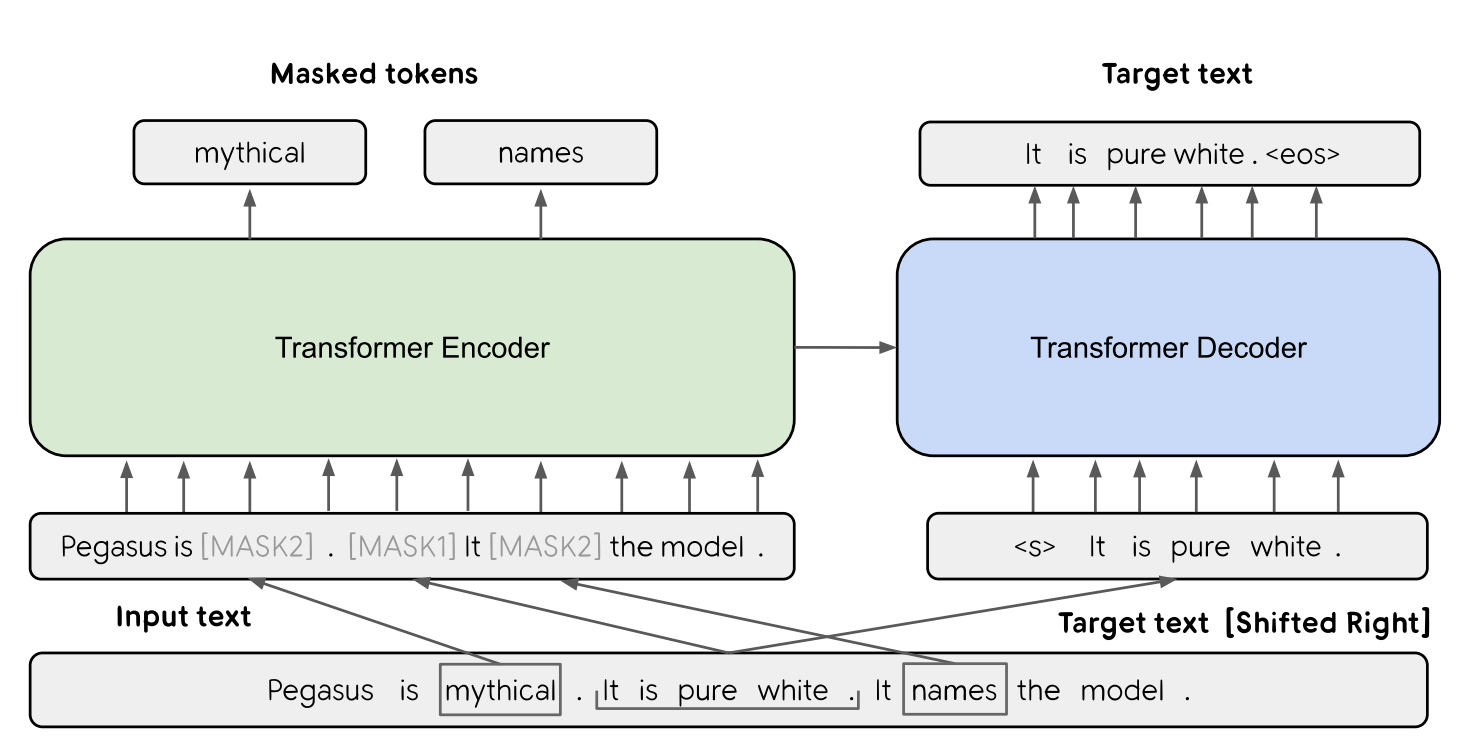 Masked tokens
Target text
mythical
names
It is pure white . <eos>
Transformer Encoder
Transformer Decoder
Pegasus is [MASK2] . [MASK1] It [MASK2] the model .
<s> It is pure white .
Input text
Target text [Shifted Right]
Pegasus is mythical . It is pure white . It names the model .